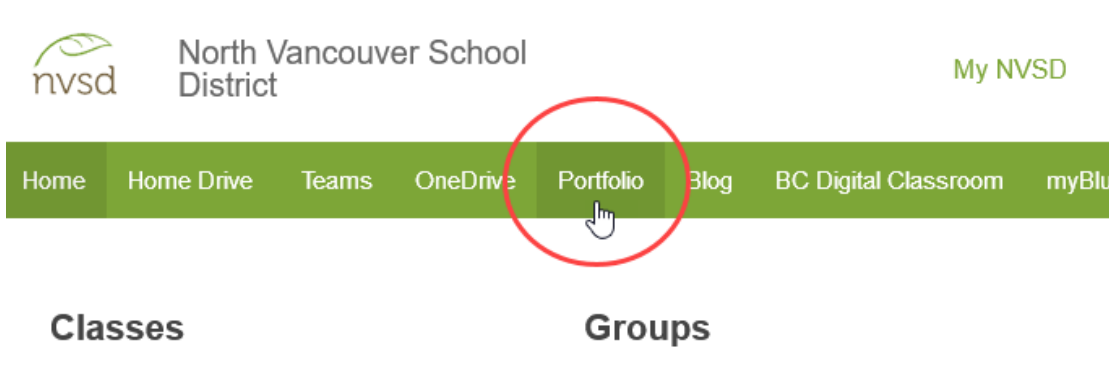 nvsd
North Vancouver School
District
My NVSD
Home Home Drive Teams OneDrive Portfolio Blog BC Digital Classroom myBlu
Classes Groups